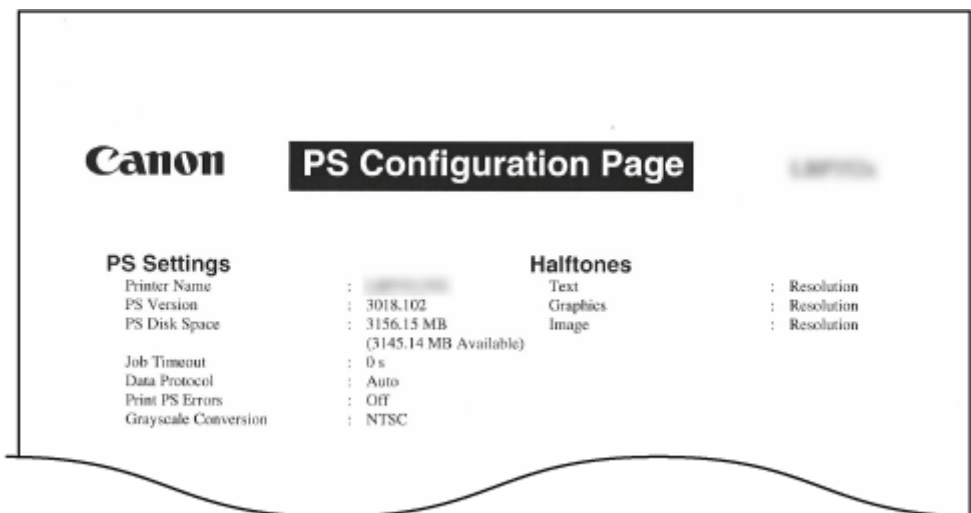 Canon
PS Configuration Page
PS Settings
Printer Name :
PS Version : 3018.102
PS Disk Space : 3156.15 MB
(3145.14 MB Available)
Job Timeout : 0 s
Data Protocol : Auto
Print PS Errors : Off
Grayscale Conversion : NTSC
Halftones
Text : Resolution
Graphics : Resolution
Image : Resolution